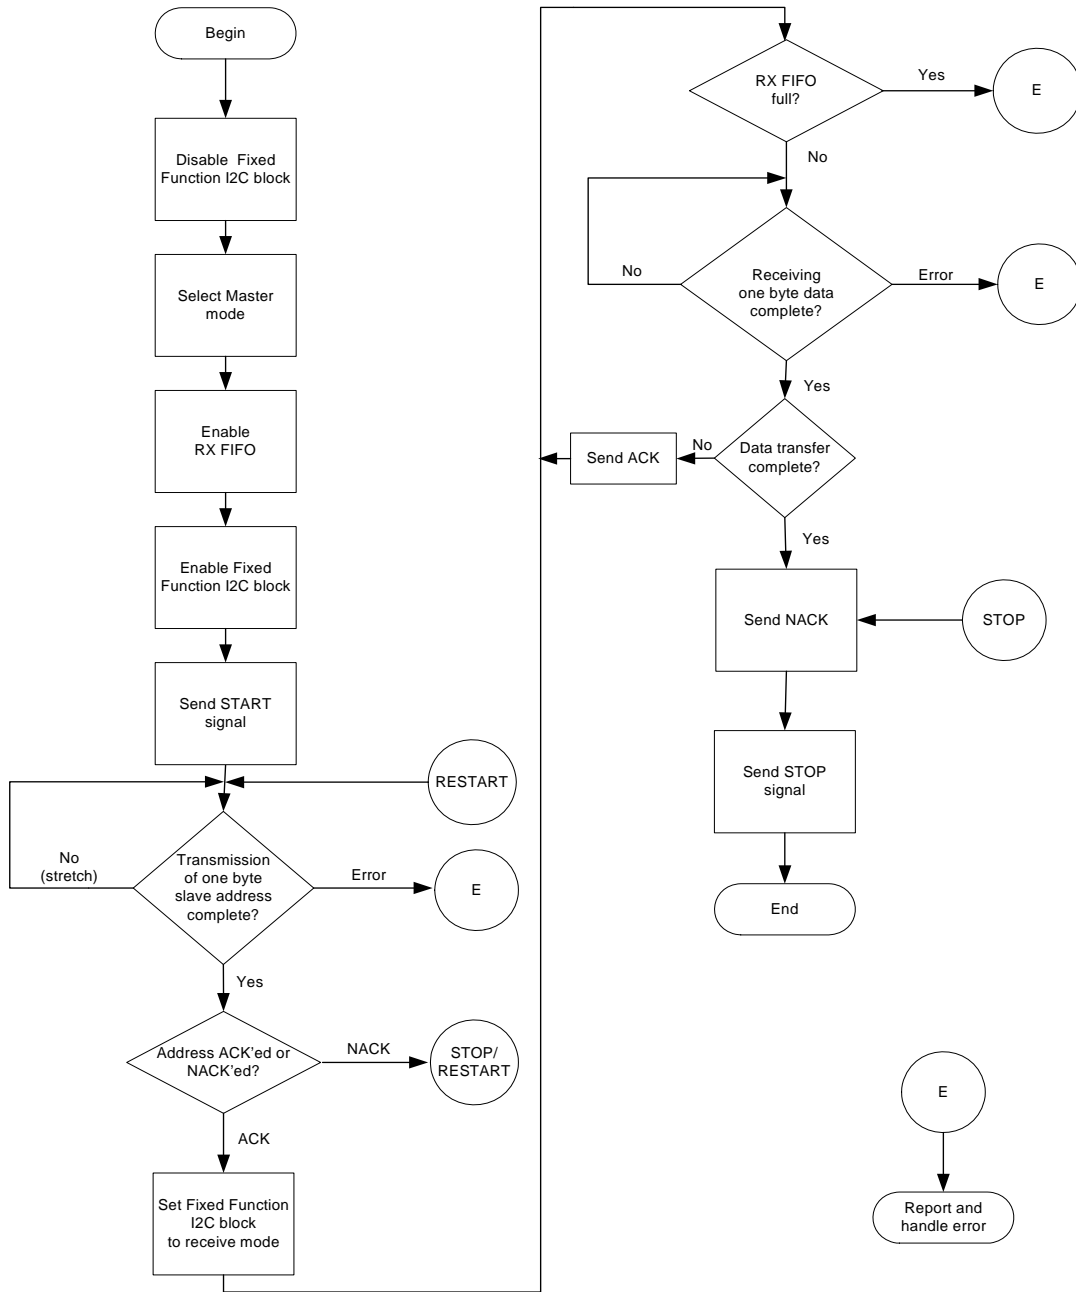 Begin
Disable Fixed
Function I2C block
Select Master
mode
Enable
RX FIFO
Enable Fixed
Function I2C block
Send START
signal
RESTART
No
(stretch)
Transmission
of one byte
slave address
complete?
Error
E
Yes
Address ACK'ed or
NACK'ed?
NACK
STOP/
RESTART
ACK
Set Fixed Function
I2C block
to receive mode
RX FIFO
full?
Yes
E
No
No
Receiving
one byte data
complete?
Error
E
Yes
Send ACK
No
Data transfer
complete?
Yes
Send NACK
STOP
Send STOP
signal
End
E
Report and
handle error